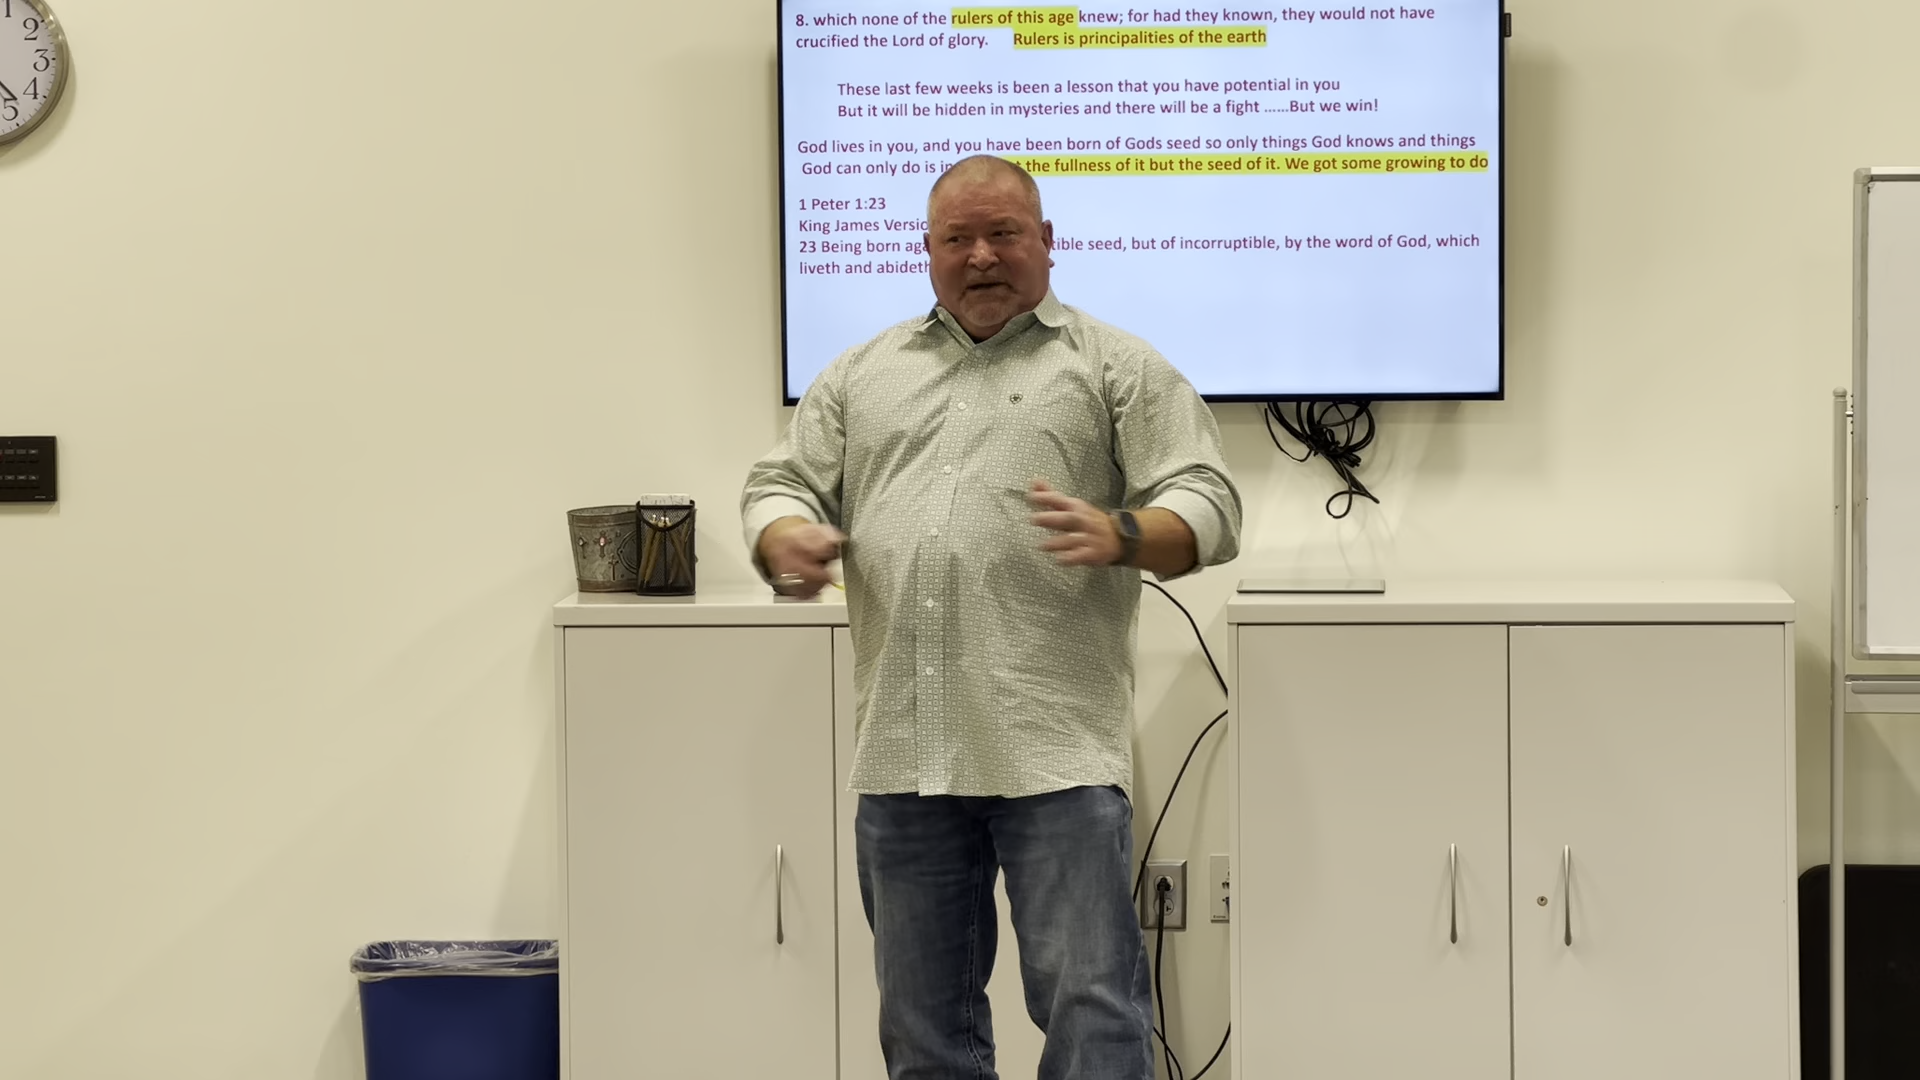 1
2
3
4
5
8. which none of the rulers of this age knew; for had they known, they would not have
crucified the Lord of glory. Rulers is principalities of the earth
These last few weeks is been a lesson that you have potential in you
But it will be hidden in mysteries and there will be a fight ......But we win!
God lives in you, and you have been born of Gods seed so only things God knows and things
God can only do is in the fullness of it but the seed of it. We got some growing to do
1 Peter 1:23
King James Versio
23 Being born aga tible seed, but of incorruptible, by the word of God, which
liveth and abideth